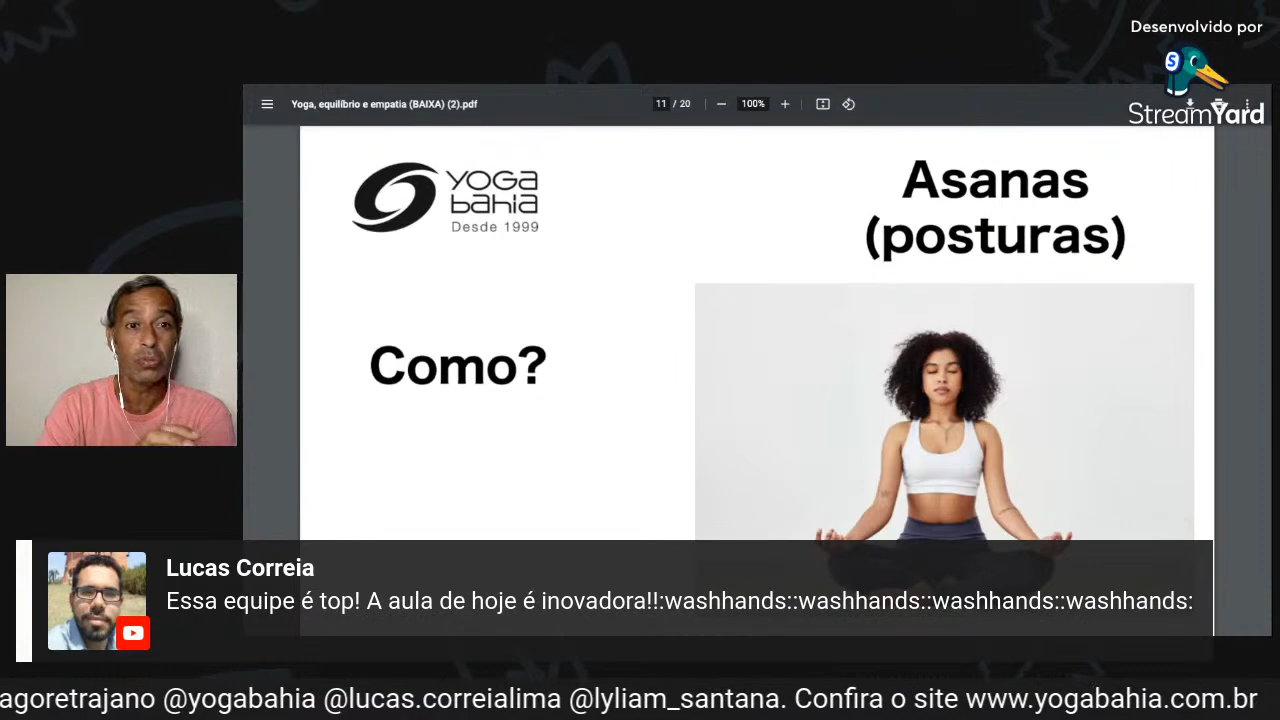 Desenvolvido por
StreamYard
Yoga, equilíbrio e empatia (BAIXA) (2).pdf
11 / 20
100%
YOGA
bahia
Desde 1999
Asanas
(posturas)
Como?
Lucas Correia
Essa equipe é top! A aula de hoje é inovadora!!:washhands::washhands::washhands::washhands:
agoretrajano @yogabahia @lucas.correialima @lyliam_santana. Confira o site www.yogabahia.com.br